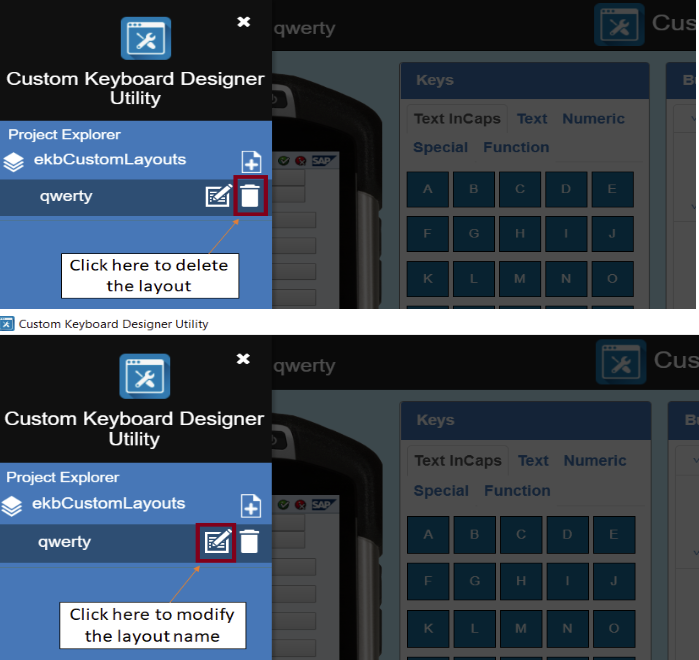 qwerty
Cus
Custom Keyboard Designer
Utility
Project Explorer
ekbCustomLayouts
qwerty
Click here to delete
the layout
SAP
Keys
Text InCaps Text Numeric
Special Function
A B C D E
F G H I J
K L M N O
B
Custom Keyboard Designer Utility
qwerty
Cus
Custom Keyboard Designer
Utility
Project Explorer
ekbCustomLayouts
qwerty
Click here to modify
the layout name
SAP
Keys
Text InCaps Text Numeric
Special Function
A B C D E
F G H I J
K L M N O
B